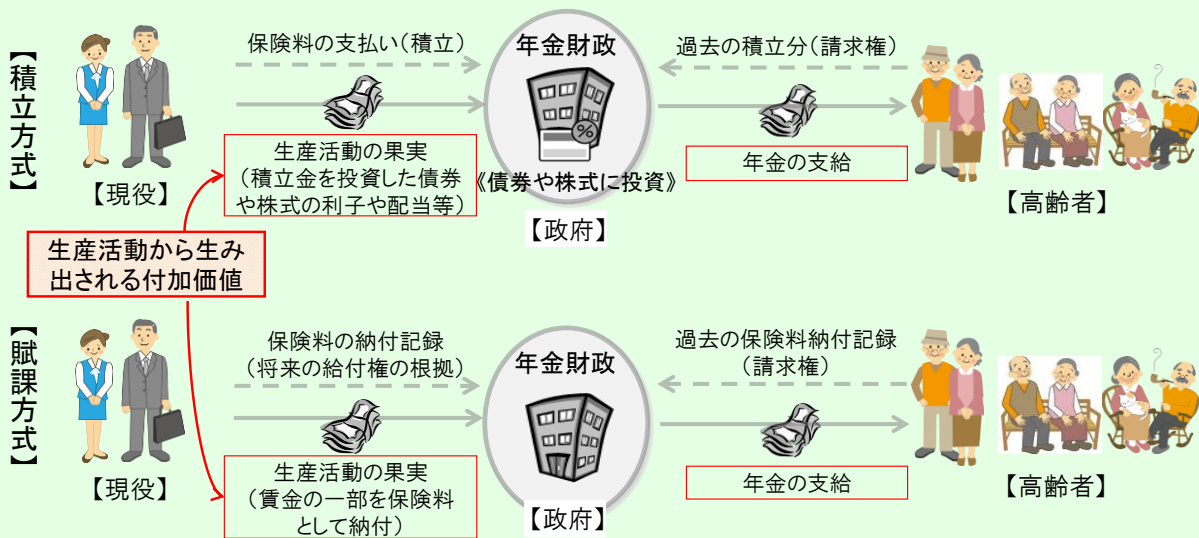 【積立方式】
保険料の支払い（積立）
年金財政
過去の積立分（請求権）
%
生産活動の果実
（積立金を投資した債券
や株式の利子や配当等）
《債券や株式に投資》
年金の支給
【現役】
【政府】
【高齢者】
生産活動から生み
出される付加価値
【賦課方式】
保険料の納付記録
（将来の給付権の根拠）
年金財政
過去の保険料納付記録
（請求権）
生産活動の果実
（賃金の一部を保険料
として納付）
年金の支給
【現役】
【政府】
【高齢者】